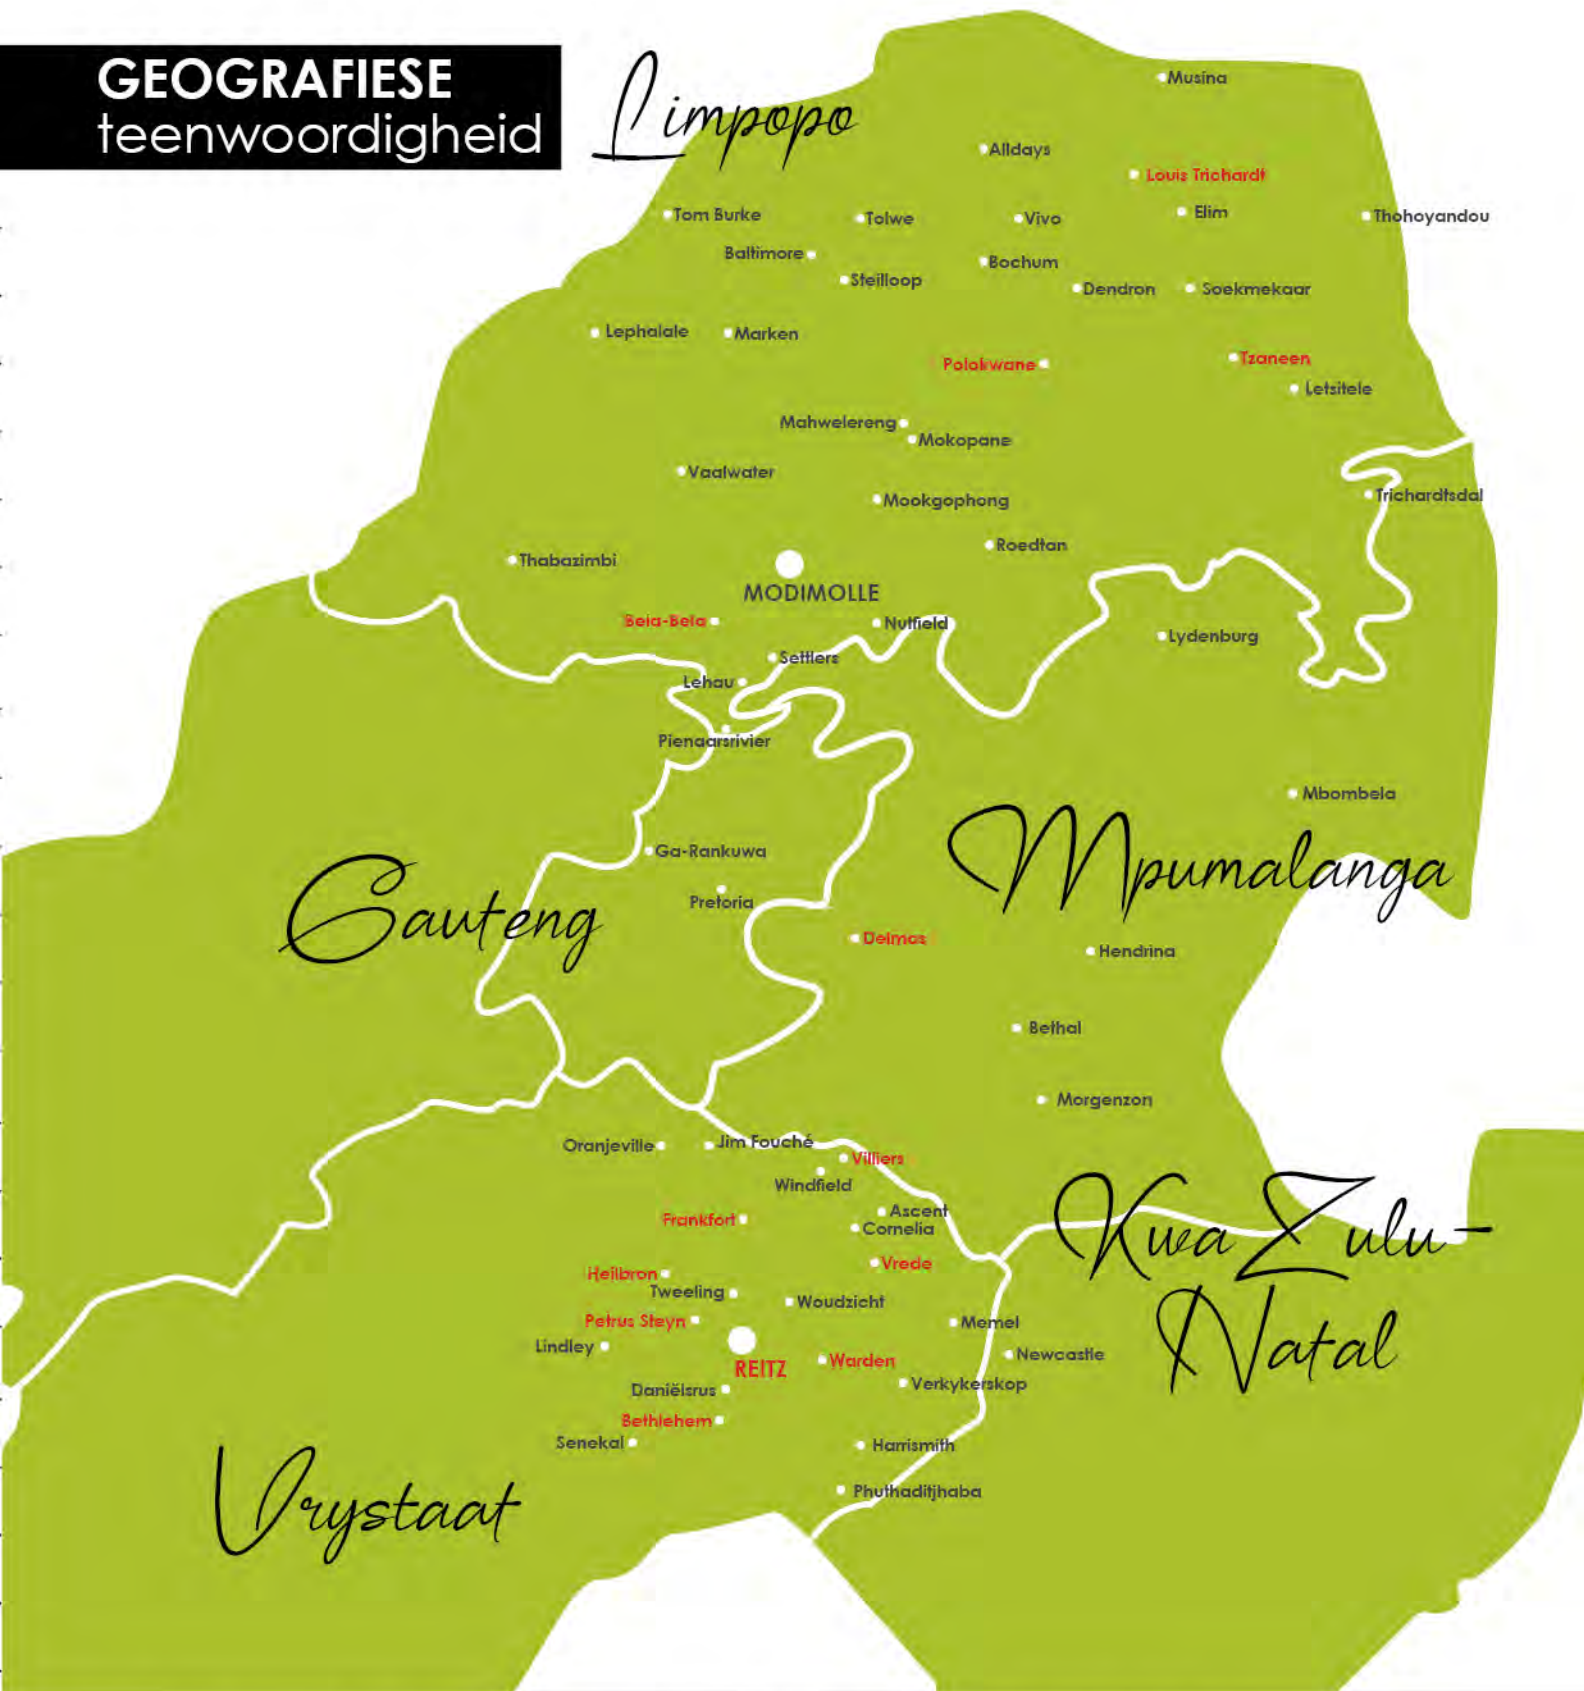 GEOGRAFIESE
teenwoordigheid
Limpopo
Musina
Alldays
Louis Trichardt
Tom Burke
Tolwe
Vivo
Elim
Thohoyandou
Baltimore
Bochum
Steilloop
Dendron
Soekmekaar
Lephalale
Marken
Polokwane
Tzaneen
Letsitele
Mahwelereng
Mokopane
Vaalwater
Mookgophong
Trichardtsdal
Roedtan
Thabazimbi
MODIMOLLE
Bela-Bela
Nutfield
Lydenburg
Settlers
Lehau
Pienaarsrivier
Mbombela
Mpumalanga
Ga-Rankuwa
Gauteng
Pretoria
Delmas
Hendrina
Bethal
Morgenzon
Oranjeville
Jim Fouché
Villiers
Windfield
Ascent
Frankfort
Cornelia
Kwa Zulu-
Natal
Vrede
Heilbron
Tweeling
Woudzicht
Petrus Steyn
Memel
Lindley
REITZ
Warden
Newcastle
Daniëlsrus
Verkykerskop
Bethlehem
Senekal
Harrismith
Phuthaditjhaba
Vrystaat